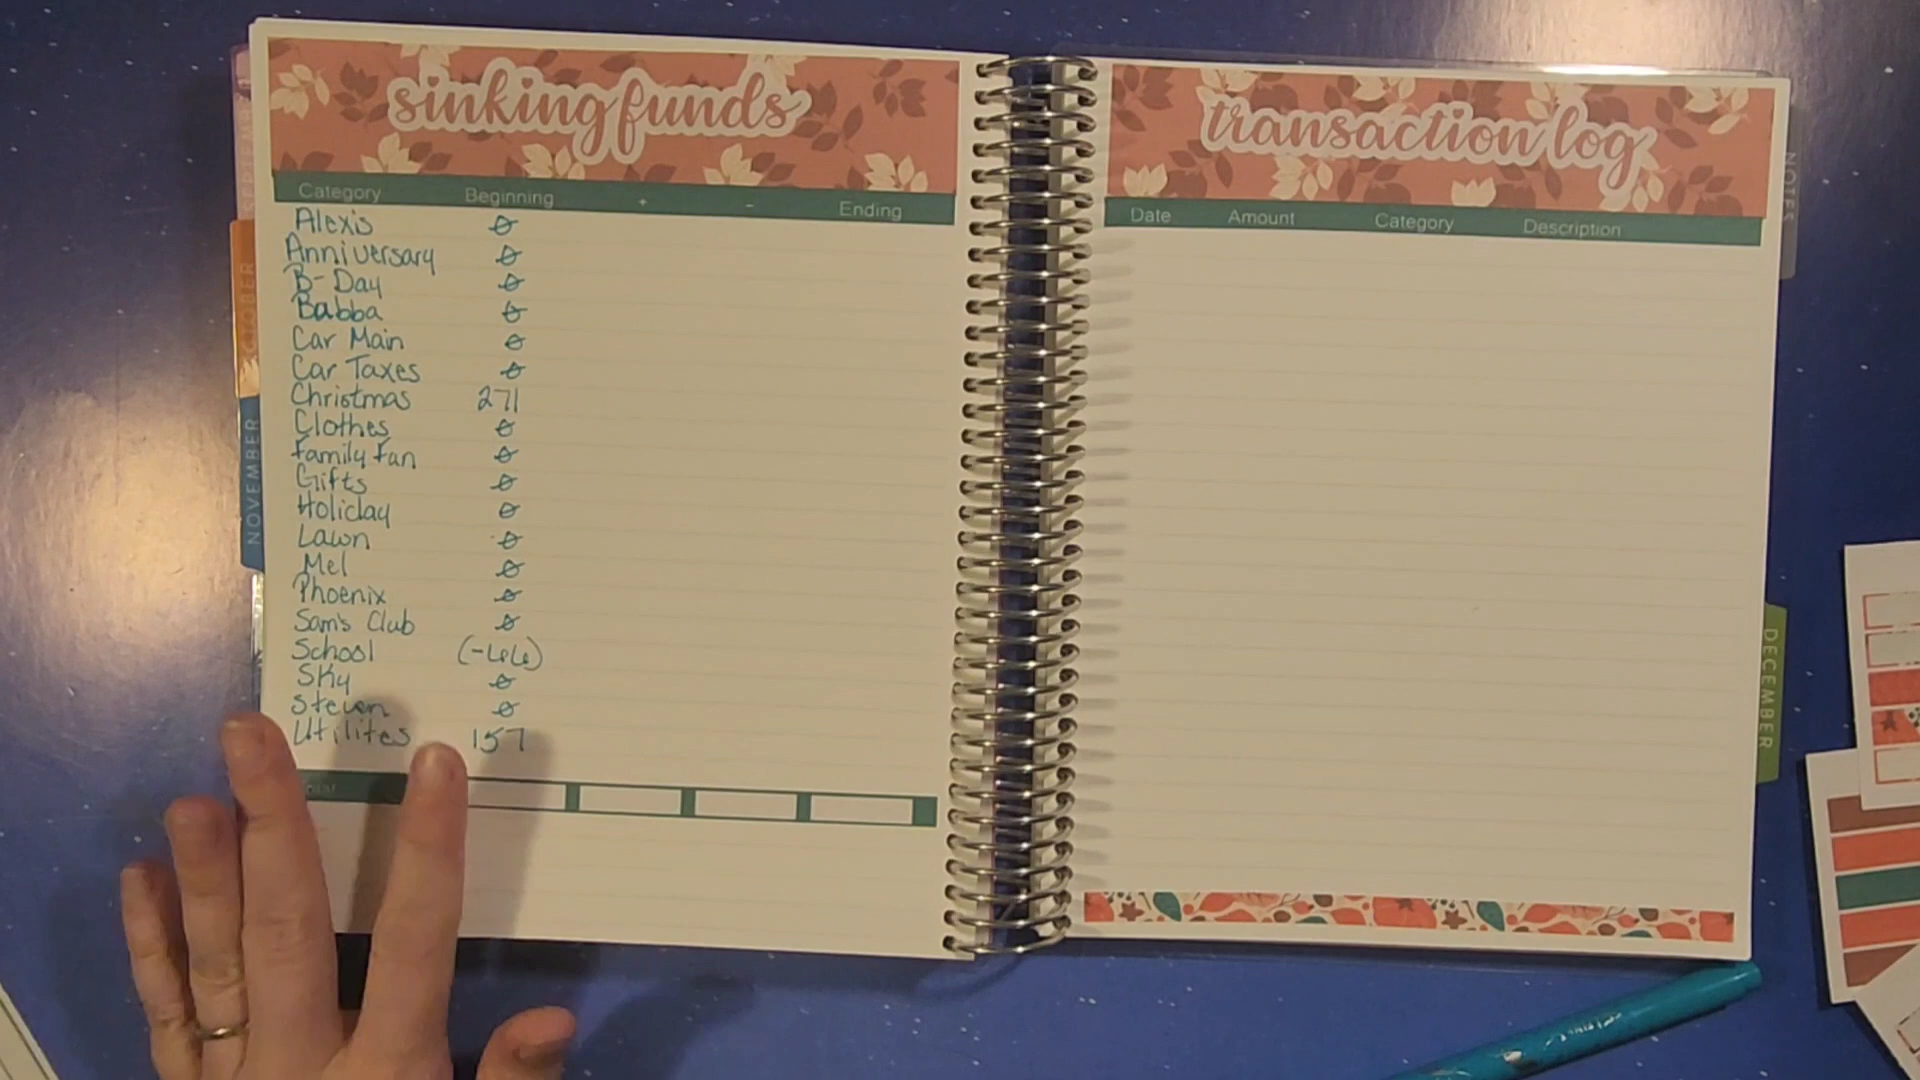 sinking funds
Category Beginning + - Ending
Alexis Ø
Anniversary Ø
B-Day Ø
Babba Ø
Car Main Ø
Car Taxes Ø
Christmas 271
Clothes Ø
Family Fun Ø
Gifts Ø
Holiday Ø
Lawn Ø
Mel Ø
Phoenix Ø
Sam's Club Ø
School (-66)
Sky Ø
Steven Ø
Utilites 157
transaction log
Date Amount Category Description
NOVEMBER
NOTES
DECEMBER